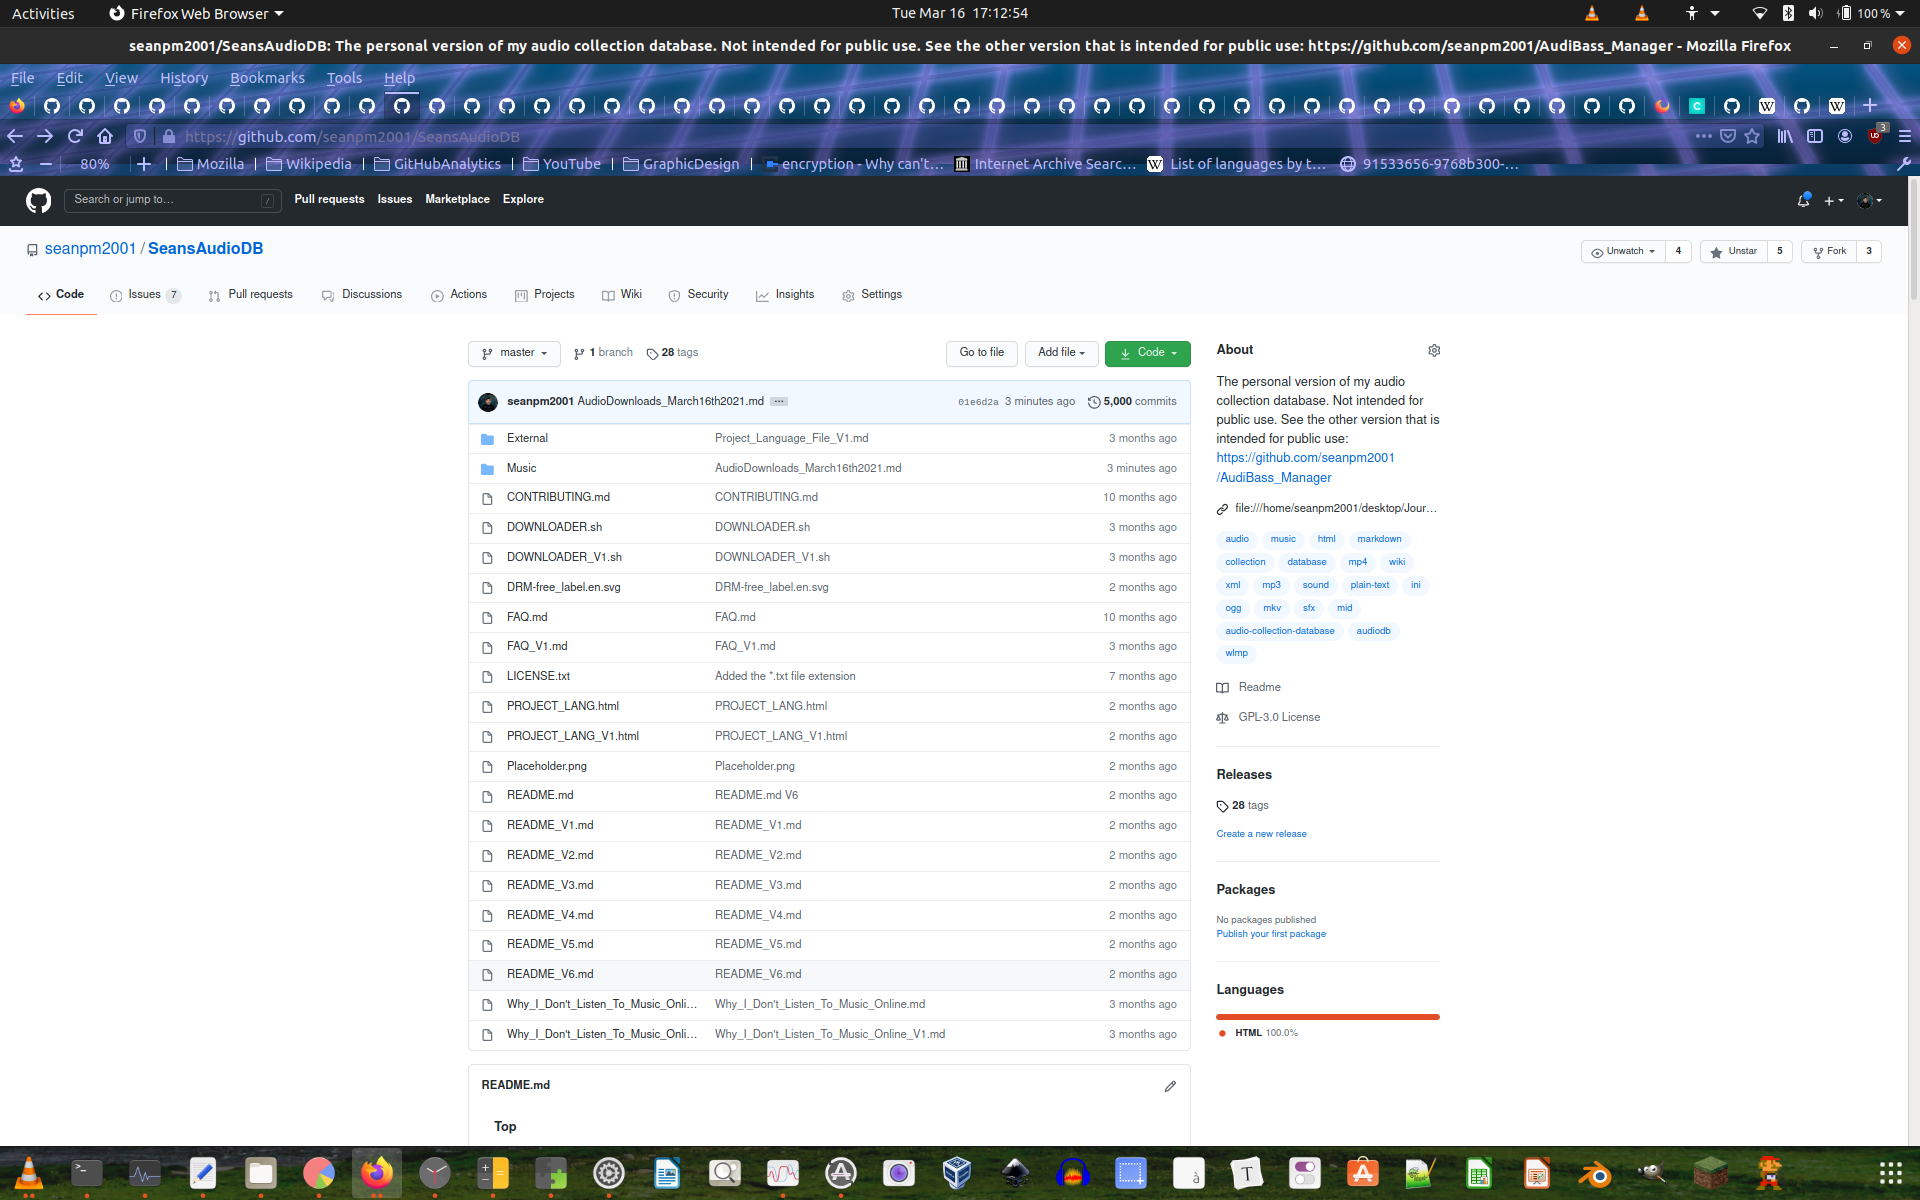 Activities
Firefox Web Browser
Tue Mar 16  17:12:54
100 %
seanpm2001/SeansAudioDB: The personal version of my audio collection database. Not intended for public use. See the other version that is intended for public use: https://github.com/seanpm2001/AudiBass_Manager - Mozilla Firefox
File Edit View History Bookmarks Tools Help
https://github.com/seanpm2001/SeansAudioDB
3
80%
Mozilla
Wikipedia
GitHubAnalytics
YouTube
GraphicDesign
encryption - Why can't…
Internet Archive Searc…
List of languages by t…
91533656-9768b300-…
Search or jump to…
/
Pull requests Issues Marketplace Explore
seanpm2001 / SeansAudioDB
Unwatch 4
Unstar 5
Fork 3
Code
Issues 7
Pull requests
Discussions
Actions
Projects
Wiki
Security
Insights
Settings
master
1 branch
28 tags
Go to file
Add file
Code
seanpm2001 AudioDownloads_March16th2021.md ...
01e6d2a 3 minutes ago
5,000 commits
External Project_Language_File_V1.md 3 months ago
Music AudioDownloads_March16th2021.md 3 minutes ago
CONTRIBUTING.md CONTRIBUTING.md 10 months ago
DOWNLOADER.sh DOWNLOADER.sh 3 months ago
DOWNLOADER_V1.sh DOWNLOADER_V1.sh 3 months ago
DRM-free_label.en.svg DRM-free_label.en.svg 2 months ago
FAQ.md FAQ.md 10 months ago
FAQ_V1.md FAQ_V1.md 3 months ago
LICENSE.txt Added the *.txt file extension 7 months ago
PROJECT_LANG.html PROJECT_LANG.html 2 months ago
PROJECT_LANG_V1.html PROJECT_LANG_V1.html 2 months ago
Placeholder.png Placeholder.png 2 months ago
README.md README.md V6 2 months ago
README_V1.md README_V1.md 2 months ago
README_V2.md README_V2.md 2 months ago
README_V3.md README_V3.md 2 months ago
README_V4.md README_V4.md 2 months ago
README_V5.md README_V5.md 2 months ago
README_V6.md README_V6.md 2 months ago
Why_I_Don't_Listen_To_Music_Onli… Why_I_Don't_Listen_To_Music_Online.md 3 months ago
Why_I_Don't_Listen_To_Music_Onli… Why_I_Don't_Listen_To_Music_Online_V1.md 3 months ago
README.md
Top
About
The personal version of my audio
collection database. Not intended for
public use. See the other version that is
intended for public use:
https://github.com/seanpm2001
/AudiBass_Manager
file:///home/seanpm2001/desktop/Jour…
audio music html markdown
collection database mp4 wiki
xml mp3 sound plain-text ini
ogg mkv sfx mid
audio-collection-database audiodb
wlmp
Readme
GPL-3.0 License
Releases
28 tags
Create a new release
Packages
No packages published
Publish your first package
Languages
HTML 100.0%